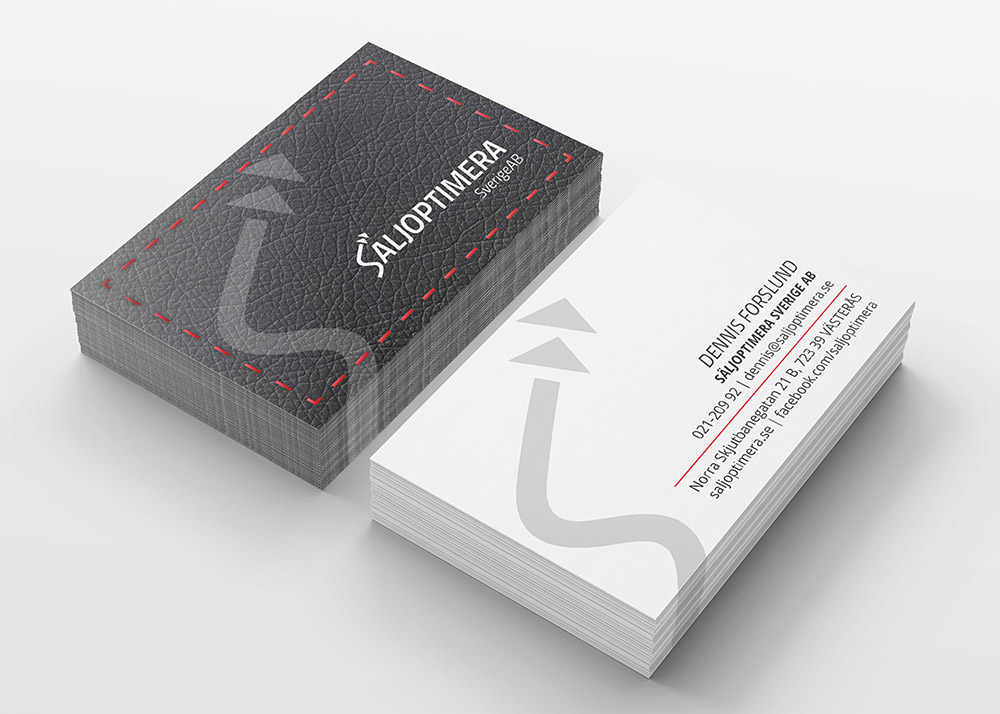 SÄLJOPTIMERA
SverigeAB
DENNIS FORSLUND
SÄLJOPTIMERA SVERIGE AB
021-209 92 | dennis@saljoptimera.se
Norra Skjutbanegatan 21 B, 723 39 VÄSTERÅS
saljoptimera.se | facebook.com/saljoptimera